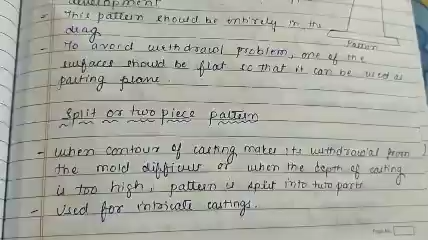 development
- This pattern should be entirely in the
drag
- To avoid withdrawl problem, one of the
surfaces should be flat so that it can be used as
parting plane.
Pattern
Split or two piece pattern
- when contour of casting makes its withdrawal from
the mold difficult or when the depth of casting
is too high, pattern is split into two parts
- used for intricate castings.
Page No.